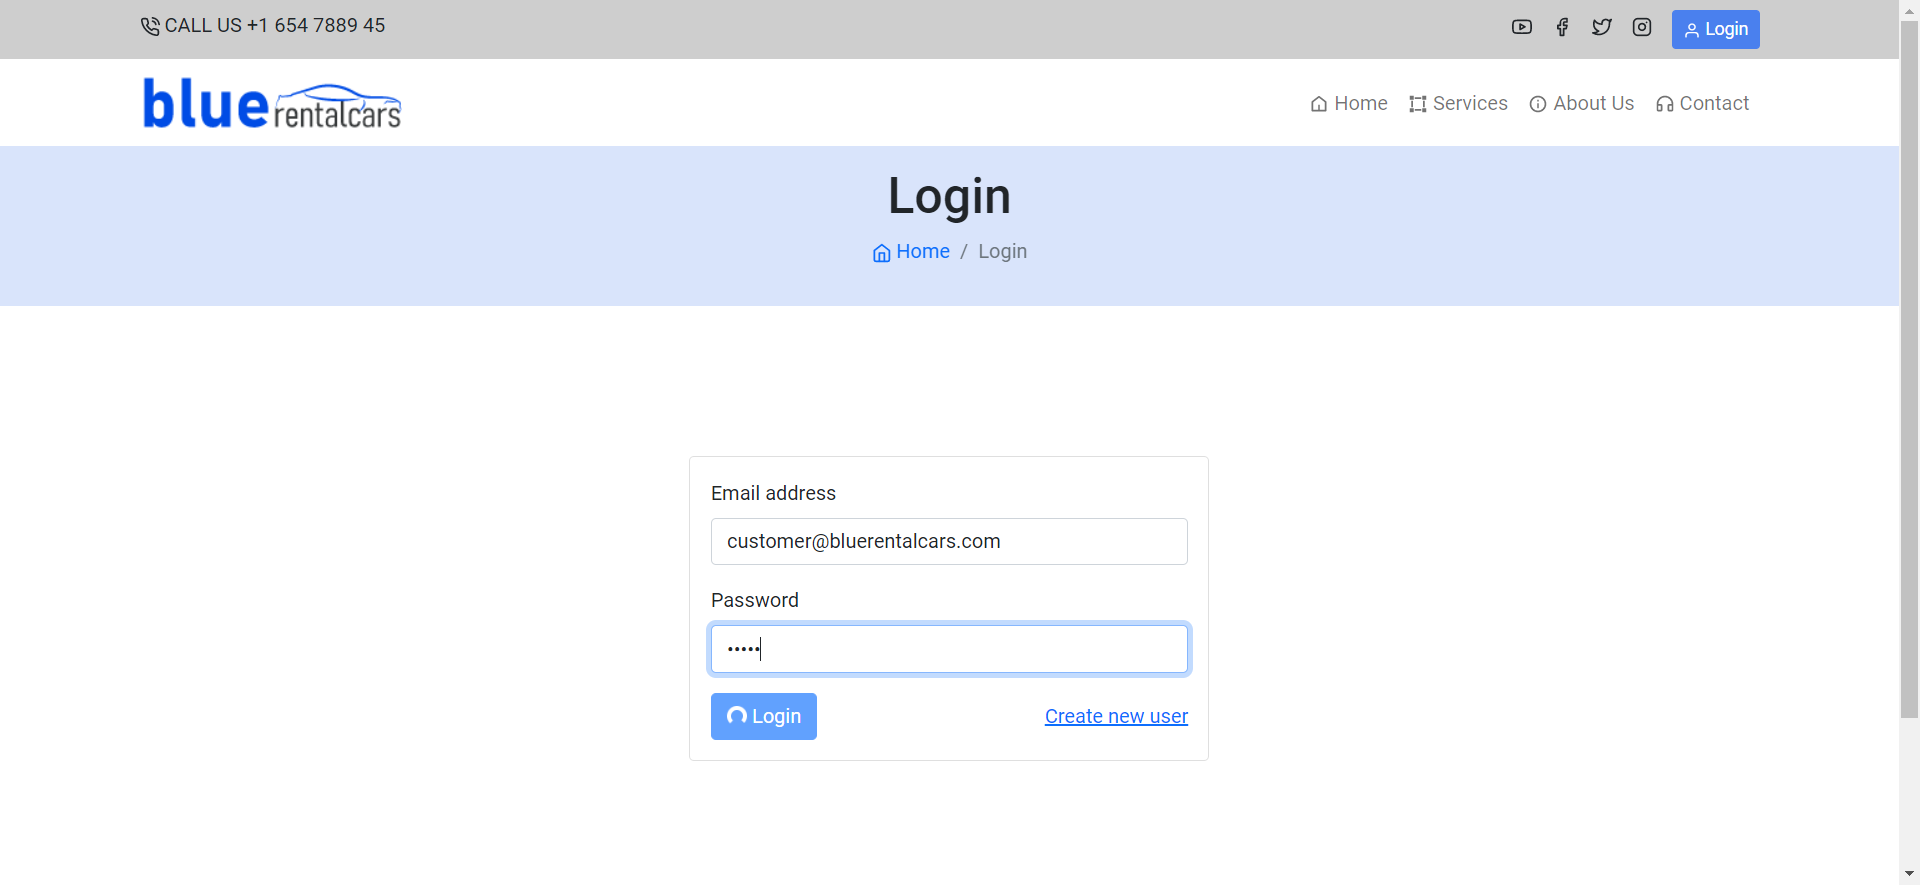 CALL US +1 654 7889 45
Login
blue rentalcars
Home Services About Us Contact
Login
Home / Login
Email address
customer@bluerentalcars.com
Password
•••••
Login Create new user